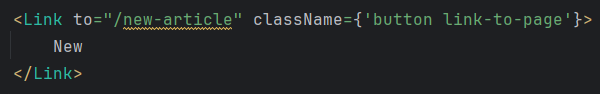 <Link to="/new-article" className={'button link-to-page'}>
    New
</Link>